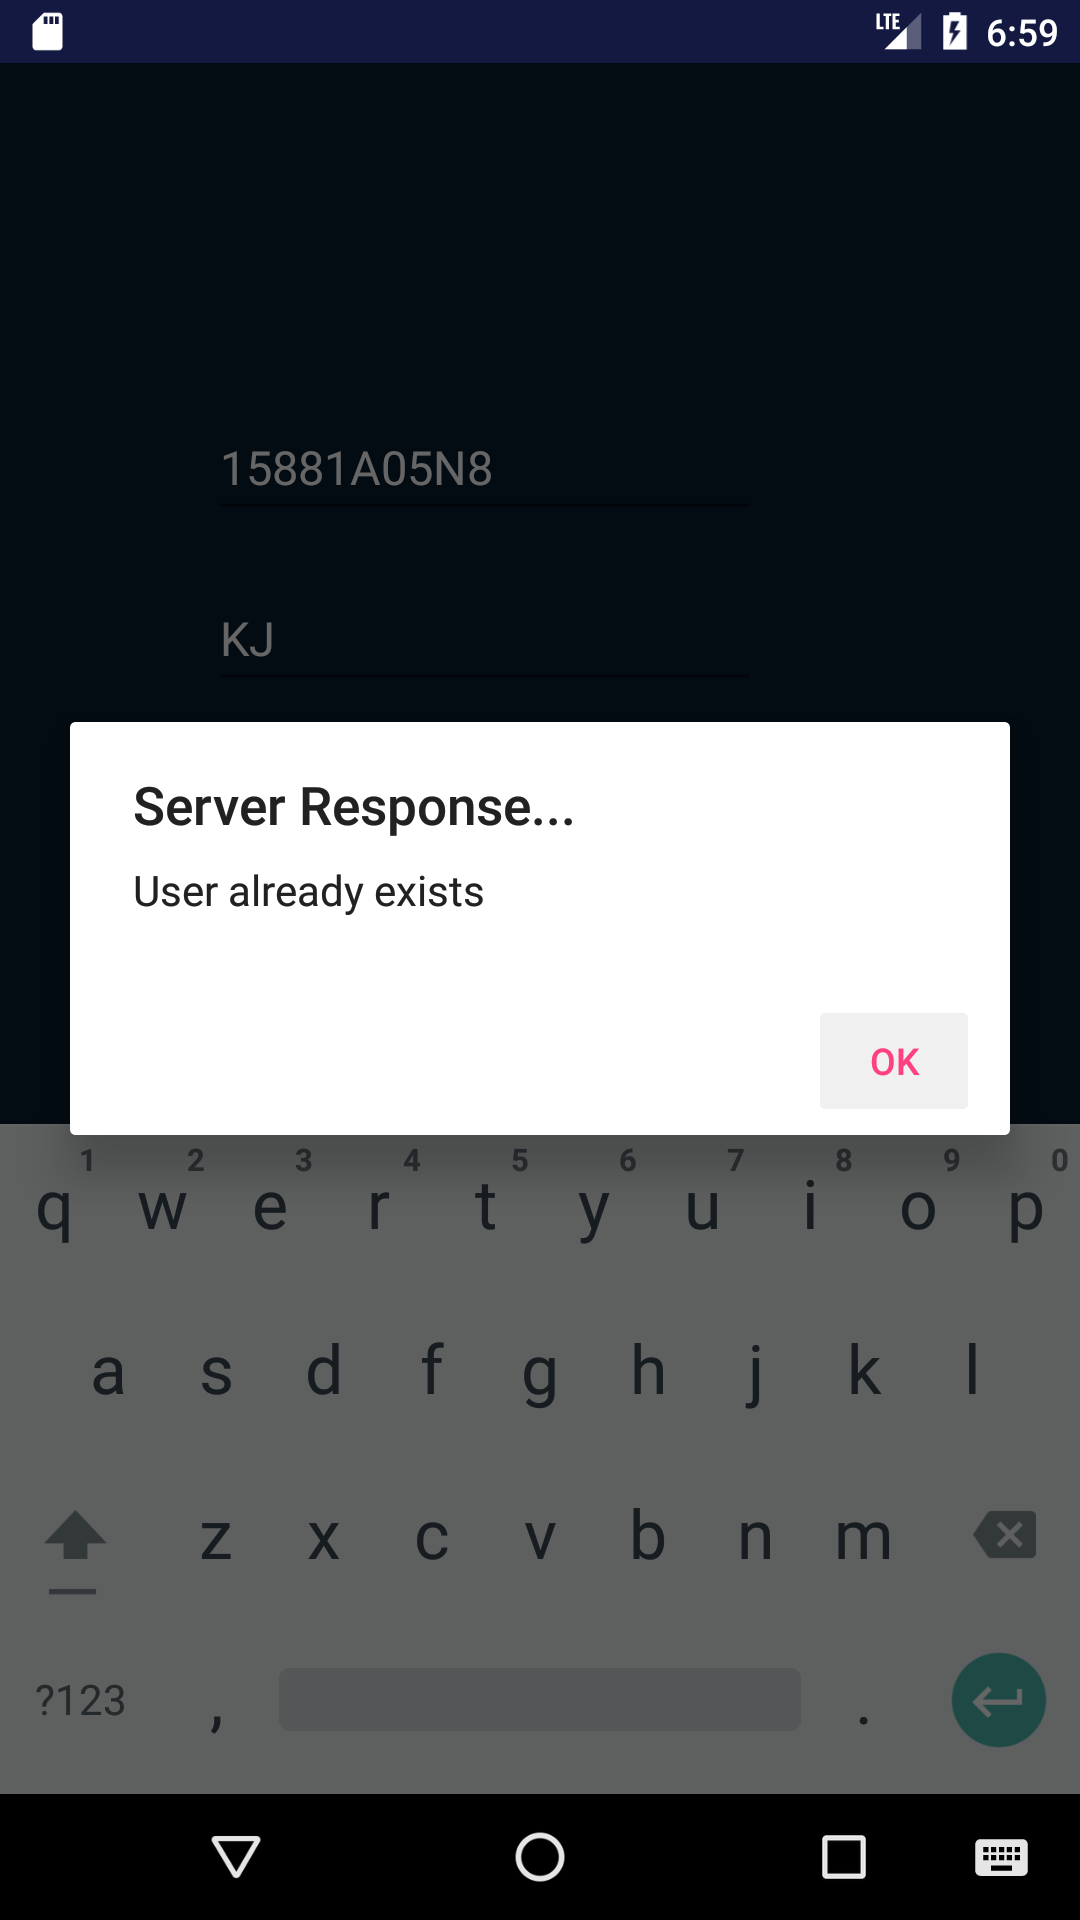 LTE 6:59
15881A05N8
KJ
Server Response...
User already exists
OK
1 2 3 4 5 6 7 8 9 0
q w e r t y u i o p
a s d f g h j k l
z x c v b n m
?123 , .